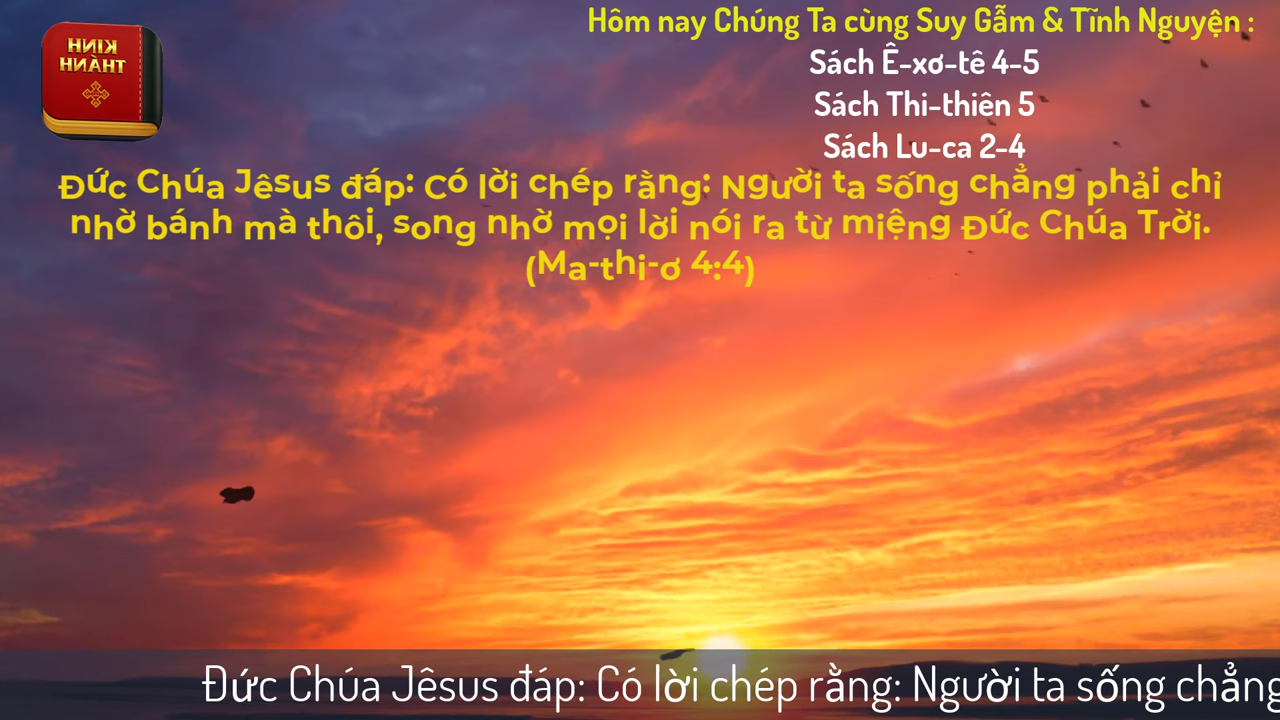 KINH
THÀNH
Hôm nay Chúng Ta cùng Suy Gẫm & Tĩnh Nguyện :
Sách Ê-xơ-tê 4-5
Sách Thi-thiên 5
Sách Lu-ca 2-4
Đức Chúa Jêsus đáp: Có lời chép rằng: Người ta sống chẳng phải chỉ
nhờ bánh mà thôi, song nhờ mọi lời nói ra từ miệng Đức Chúa Trời.
(Ma-thi-ơ 4:4)
Đức Chúa Jêsus đáp: Có lời chép rằng: Người ta sống chẳng